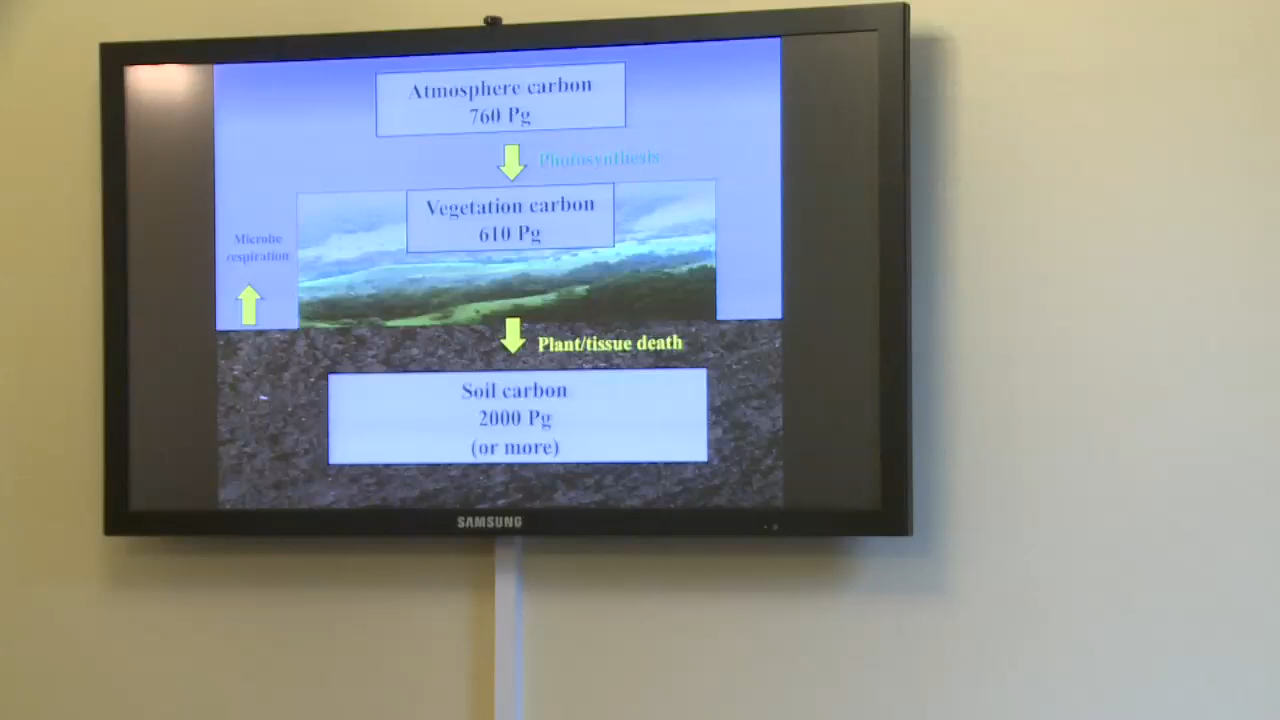 Atmosphere carbon
760 Pg
Photosynthesis
Vegetation carbon
610 Pg
Microbe
respiration
Plant/tissue death
Soil carbon
2000 Pg
(or more)
SAMSUNG